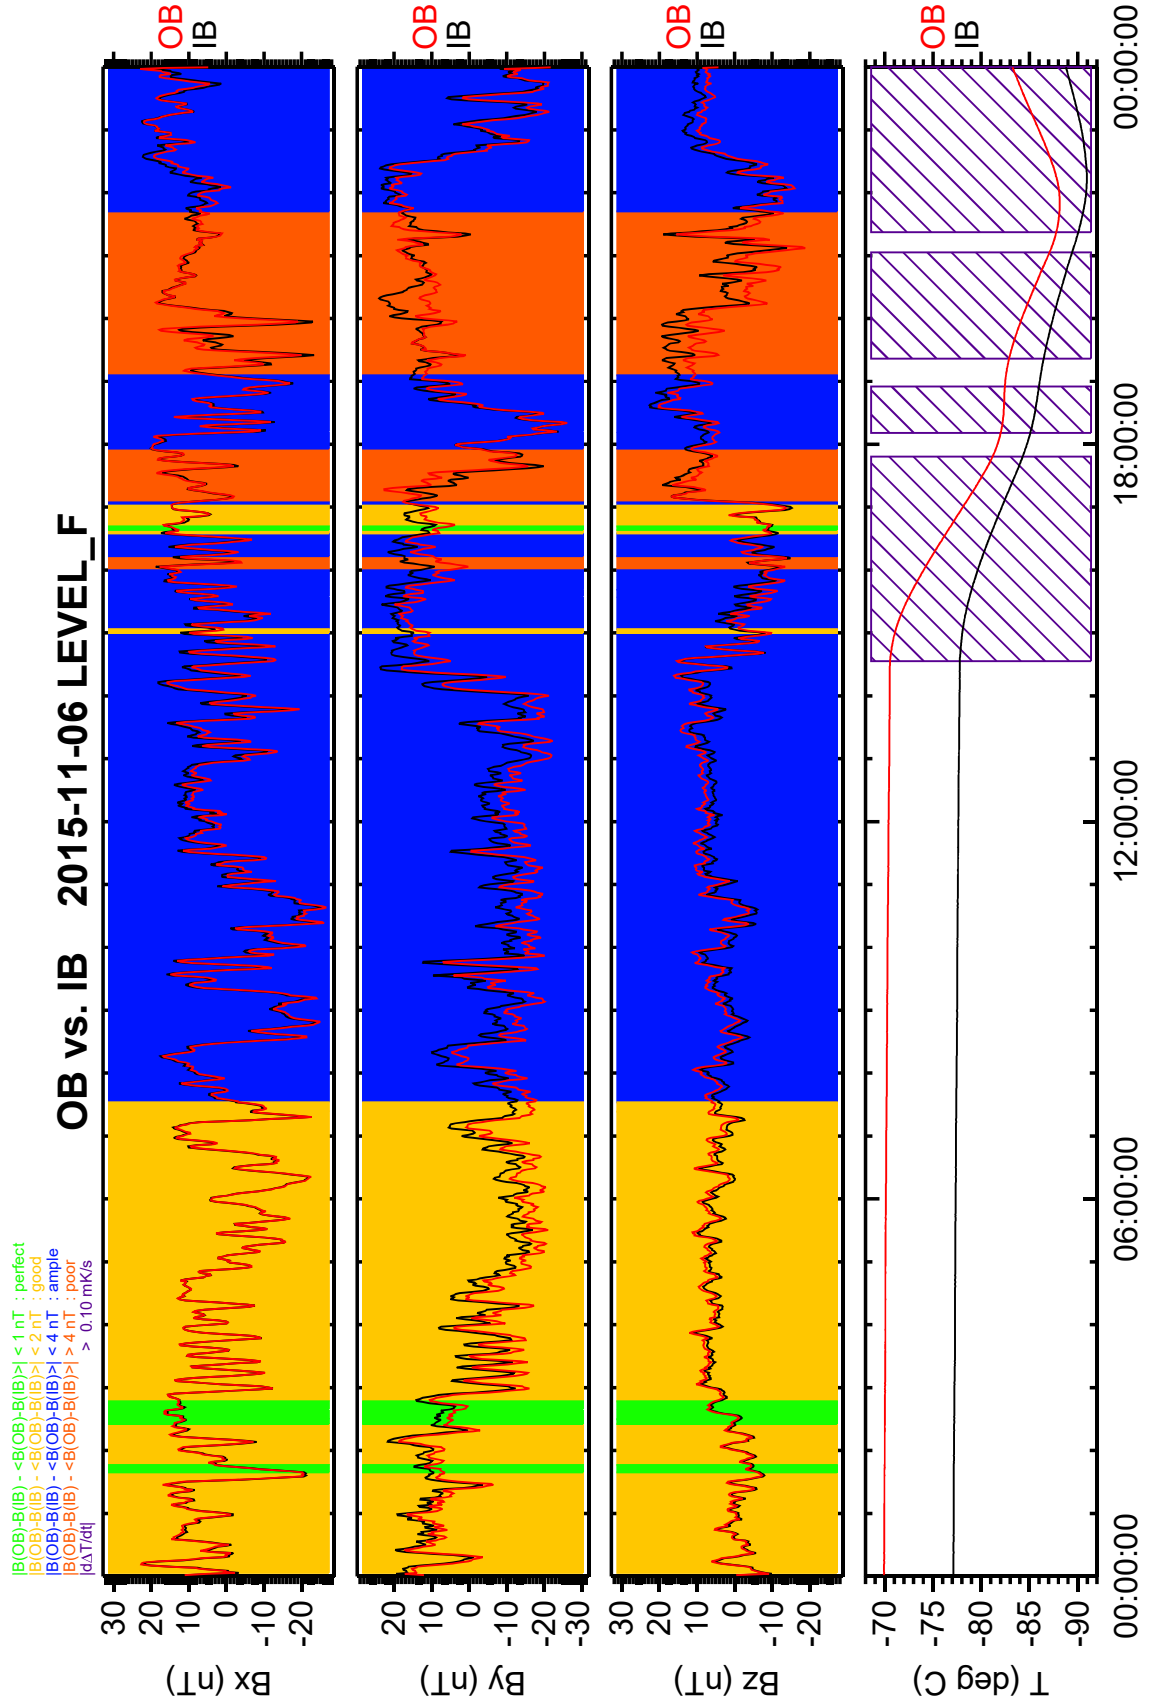 |B(OB)-B(IB) - <B(OB)-B(IB)>| < 1 nT : perfect
|B(OB)-B(IB) - <B(OB)-B(IB)>| < 2 nT : good
|B(OB)-B(IB) - <B(OB)-B(IB)>| < 4 nT : ample
|B(OB)-B(IB) - <B(OB)-B(IB)>| > 4 nT : poor
|dΔT/dt| > 0.10 mK/s
OB vs. IB 2015-11-06 LEVEL_F
Bx (nT)
30
20
10
0
-10
-20
OB
IB
By (nT)
20
10
0
-10
-20
-30
OB
IB
Bz (nT)
30
20
10
0
-10
-20
OB
IB
T (deg C)
-70
-75
-80
-85
-90
OB
IB
00:00:00
06:00:00
12:00:00
18:00:00
00:00:00